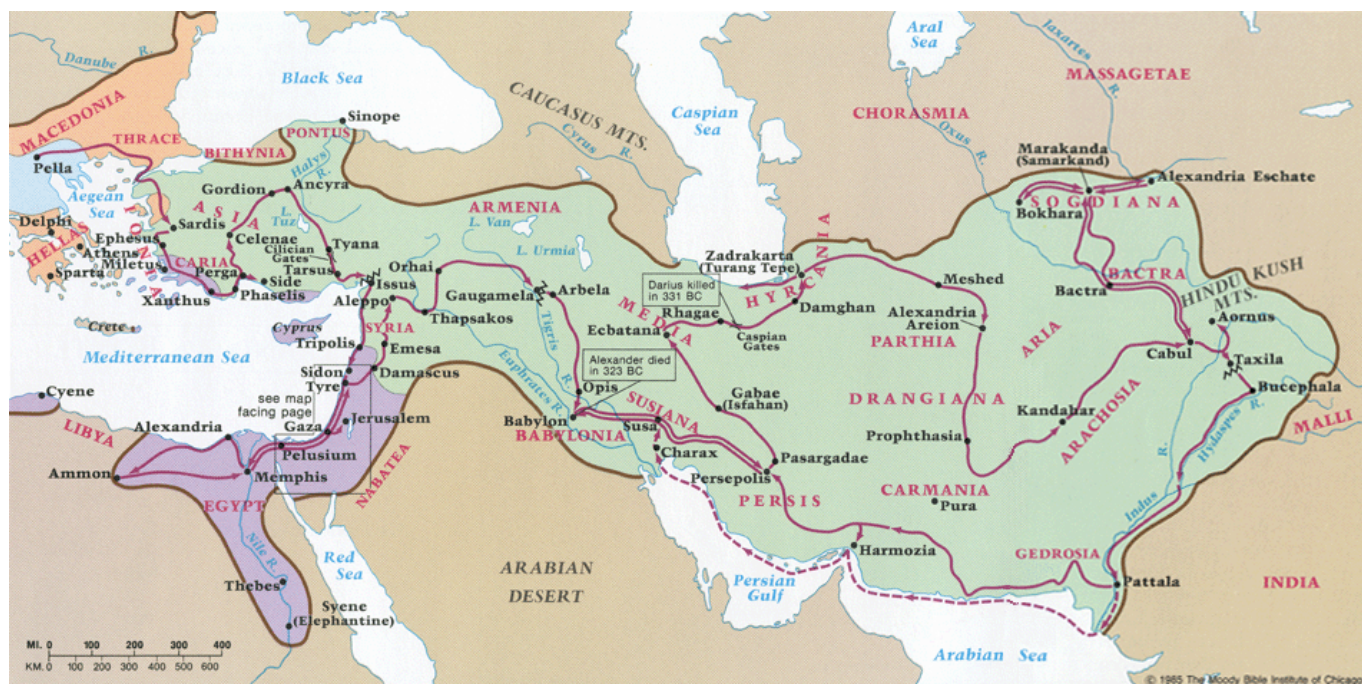 Danube R.
Black Sea
CAUCASUS MTS.
Cyrus R.
Caspian
Sea
Aral
Sea
Jaxartes R.
MASSAGETAE
CHORASMIA
Oxus R.
MACEDONIA
THRACE
BITHYNIA
PONTUS
Sinope
Halys R.
Pella
Aegean
Sea
Gordion
Ancyra
ASIA
L.
Tuz
ARMENIA
L. Van
L. Urmia
Marakanda
(Samarkand)
Alexandria Eschate
SOGDIANA
Bokhara
Delphi
HELLAS
Athens
Sparta
IONIA
Sardis
Ephesus
Miletus
CARIA
Celenae
Cilician
Gates
Tyana
Tarsus
Perga
Side
Xanthus
Phaselis
Issus
Aleppo
Orhai
Gaugamela
Arbela
Tigris R.
Thapsakos
Zadrakarta
(Turang Tepe)
HYRCANIA
Darius killed
in 331 BC
Rhagae
Damghan
Caspian
Gates
MEDIA
Ecbatana
Meshed
Alexandria
Areion
PARTHIA
ARIA
BACTRA
Bactra
HINDU KUSH
MTS.
Aornus
Cabul
Taxila
Bucephala
Crete
Cyprus
SYRIA
Mediterranean Sea
Tripolis
Emesa
Sidon
Tyre
Damascus
Euphrates R.
Alexander died
in 323 BC
Opis
Babylon
BABYLONIA
SUSIANA
Susa
Charax
Gabae
(Isfahan)
DRANGIANA
Prophthasia
Kandahar
ARACHOSIA
Hydaspes R.
MALLI
Cyene
LIBYA
see map
facing page
Alexandria
Gaza
Jerusalem
Pelusium
Ammon
Memphis
EGYPT
NABATEA
Nile R.
Persepolis
Pasargadae
PERSIS
CARMANIA
Pura
Indus R.
Red
Sea
ARABIAN
DESERT
Persian
Gulf
Harmozia
GEDROSIA
Pattala
INDIA
Thebes
Syene
(Elephantine)
Arabian Sea
MI. 0 100 200 300 400
KM. 0 100 200 300 400 500 600
© 1985 The Moody Bible Institute of Chicago